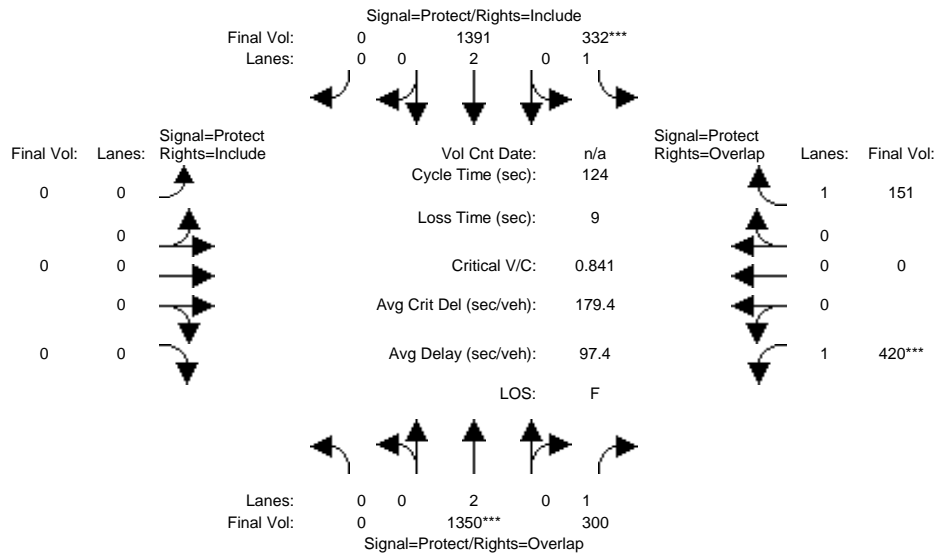 Signal=Protect/Rights=Include
Final Vol: 0 1391 332***
Lanes: 0 0 2 0 1
Signal=Protect Signal=Protect
Final Vol: Lanes: Rights=Include Vol Cnt Date: n/a Rights=Overlap Lanes: Final Vol:
Cycle Time (sec): 124
0 0 1 151
Loss Time (sec): 9
0 0
0 0 Critical V/C: 0.841 0 0
0 Avg Crit Del (sec/veh): 179.4 0
0 0 Avg Delay (sec/veh): 97.4 1 420***
LOS: F
Lanes: 0 0 2 0 1
Final Vol: 0 1350*** 300
Signal=Protect/Rights=Overlap